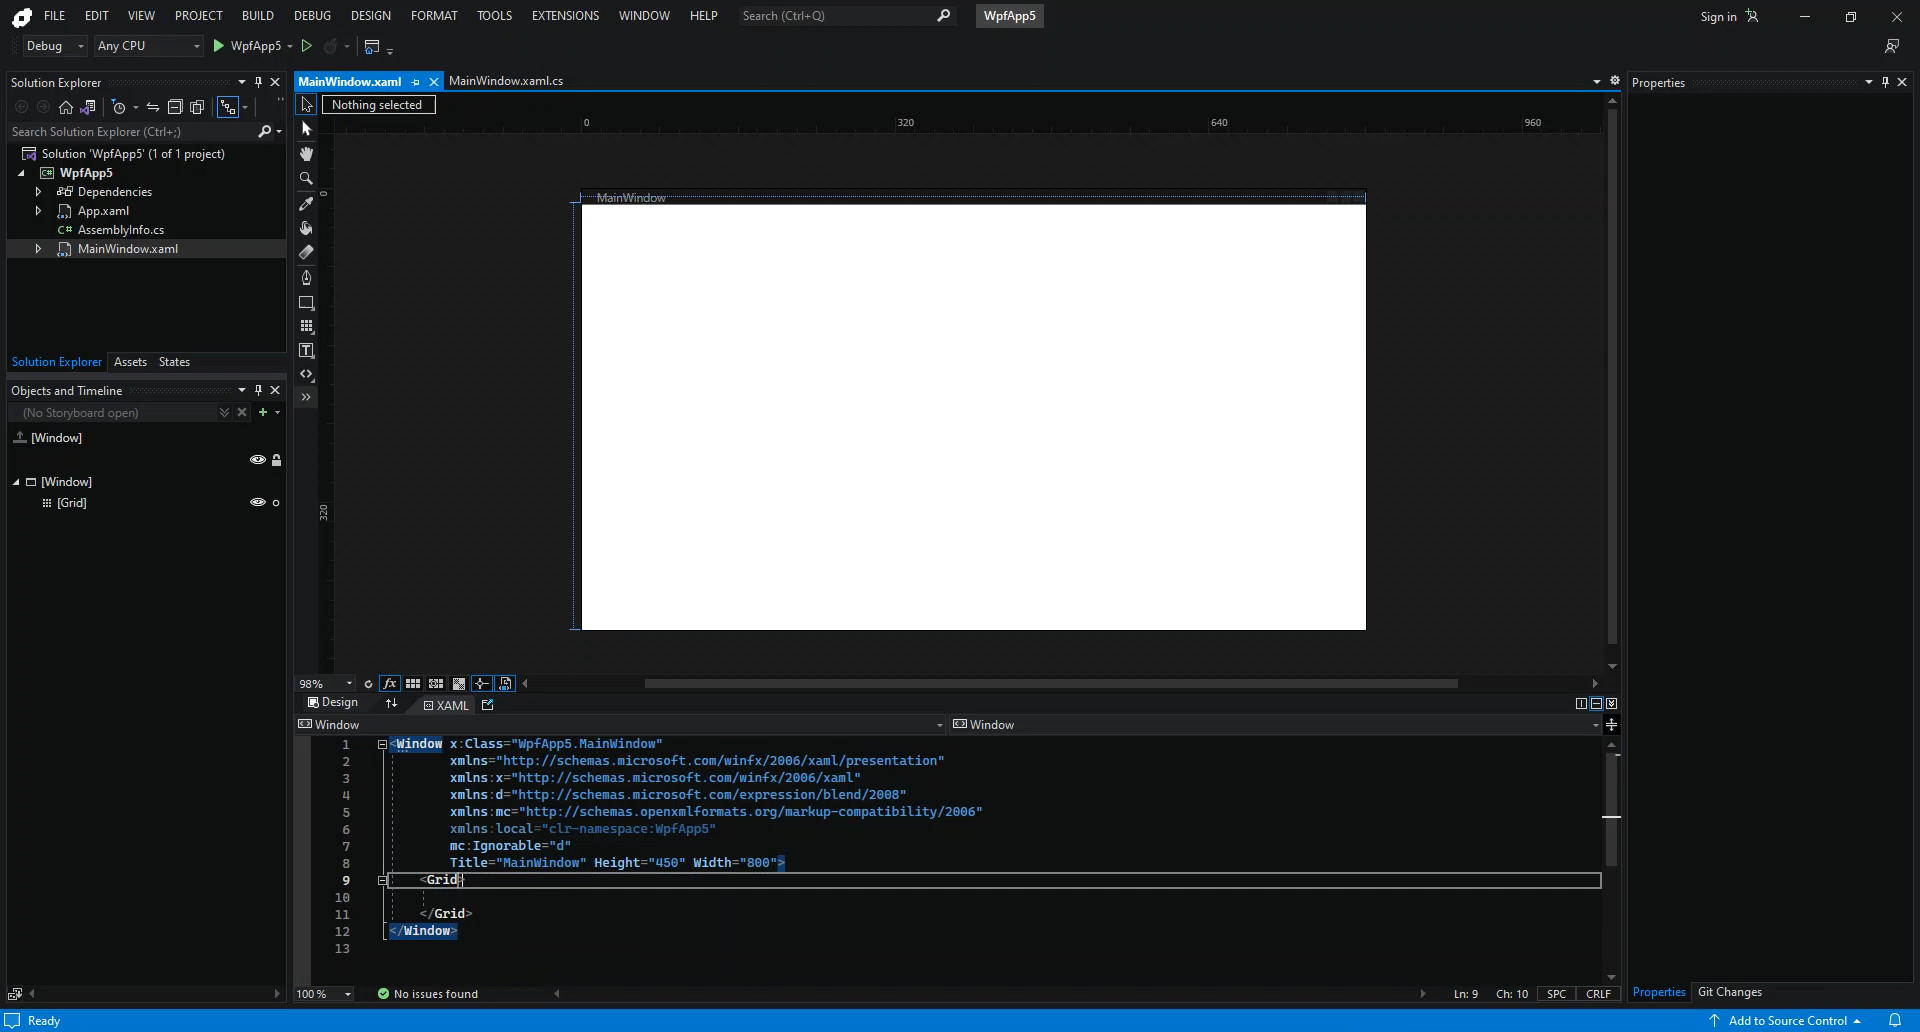 FILE EDIT VIEW PROJECT BUILD DEBUG DESIGN FORMAT TOOLS EXTENSIONS WINDOW HELP Search (Ctrl+Q) WpfApp5 Sign in
Debug Any CPU WpfApp5
Solution Explorer
Search Solution Explorer (Ctrl+;)
Solution 'WpfApp5' (1 of 1 project)
WpfApp5
Dependencies
App.xaml
C# AssemblyInfo.cs
MainWindow.xaml
Solution Explorer Assets States
Objects and Timeline
(No Storyboard open)
[Window]
[Window]
[Grid]
MainWindow.xaml MainWindow.xaml.cs
Nothing selected
0 320 640 960
0
320
MainWindow
98% fx
Design XAML
Window Window
1 <Window x:Class="WpfApp5.MainWindow"
2 xmlns="http://schemas.microsoft.com/winfx/2006/xaml/presentation"
3 xmlns:x="http://schemas.microsoft.com/winfx/2006/xaml"
4 xmlns:d="http://schemas.microsoft.com/expression/blend/2008"
5 xmlns:mc="http://schemas.openxmlformats.org/markup-compatibility/2006"
6 xmlns:local="clr-namespace:WpfApp5"
7 mc:Ignorable="d"
8 Title="MainWindow" Height="450" Width="800">
9 <Grid>
10
11 </Grid>
12 </Window>
13
100 % No issues found Ln: 9 Ch: 10 SPC CRLF
Properties
Properties Git Changes
Ready Add to Source Control